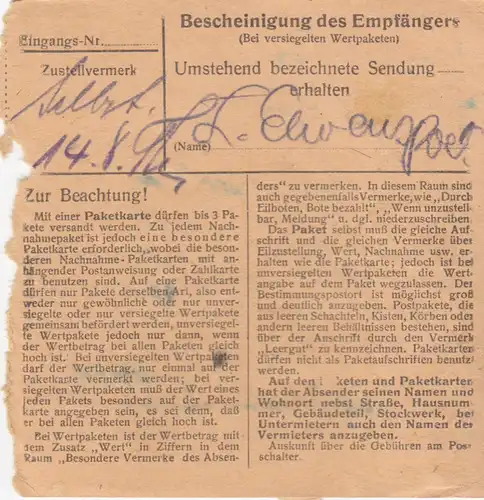 Eingangs-Nr.
Zustellvermerk
Selbst.
14.8.
Bescheinigung des Empfängers
(Bei versiegelten Wertpaketen)
Umstehend bezeichnete Sendung
erhalten
(Name)
Zur Beachtung!
Mit einer Paketkarte dürfen bis 3 Pa-
kete versandt werden. Zu jedem Nach-
nahmepaket ist jedoch eine besondere
Paketkarte erforderlich, wobei die beson-
deren Nachnahme-Paketkarten mit an-
hängender Postanweisung oder Zahlkarte
zu benutzen sind. Auf eine Paketkarte
dürfen nur Pakete derselben Art, also ent-
weder nur gewöhnliche oder nur unver-
siegelte oder nur versiegelte Wertpakete
gemeinsam befördert werden, unversiegel-
te Wertpakete jedoch nur dann, wenn
der Wertbetrag bei allen Paketen gleich
hoch ist. Bei unversiegelten Wertpaketen
darf der Wertbetrag nur einmal auf der
Paketkarte vermerkt werden, bei ver-
siegelten Wertpaketen muß der Wert eines
jeden Pakets besonders auf der Paket-
karte angegeben sein, es sei denn, daß
er bei allen Paketen gleich hoch ist.
Bei Wertpaketen ist der Wertbetrag mit
dem Zusatz „Wert" in Ziffern in dem
Raum „Besondere Vermerke des Absen-
ders" zu vermerken. In diesem Raum sind
auch gegebenenfalls Vermerke, wie „Durch
Eilboten, Bote bezahlt", „Wenn unzustell-
bar, Meldung" u. dgl. niederzuschreiben.
Das Paket selbst muß die gleiche Auf-
schrift und die gleichen Vermerke über
Eilzustellung, Wert, Nachnahme usw. er-
halten wie die Paketkarte; jedoch ist bei
unversiegelten Wertpaketen die Wert-
angabe auf dem Paket wegzulassen. Der
Bestimmungspostort ist möglichst groß
und deutlich anzugeben. Postpakete, die
aus leeren Schachteln, Kisten, Körben oder
andern leeren Behältnissen bestehen, sind
über der Anschrift durch den Vermerk
„Leergut" zu kennzeichnen. Paketkarten
dürfen nicht als Paketaufschriften benutzt
werden.
Auf den keten und Paketkarten
hat der Absender seinen Namen und
Wohnort nebst Straße, Hausnum-
mer, Gebäudeteil, Stockwerk, bei
Untermietern auch den Namen des
Vermieters anzugeben.
Auskunft über die Gebühren am Post-
schalter.